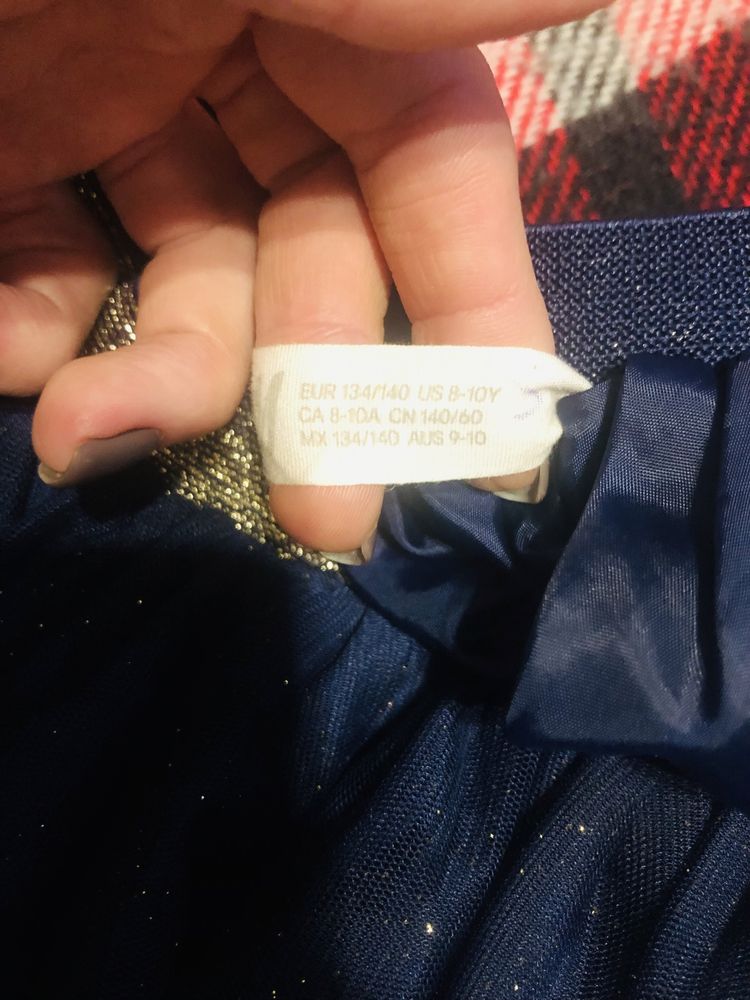 EUR 134/140 US 8-10Y
CA 8-10A CN 140/60
MX 134/140 AUS 9-10